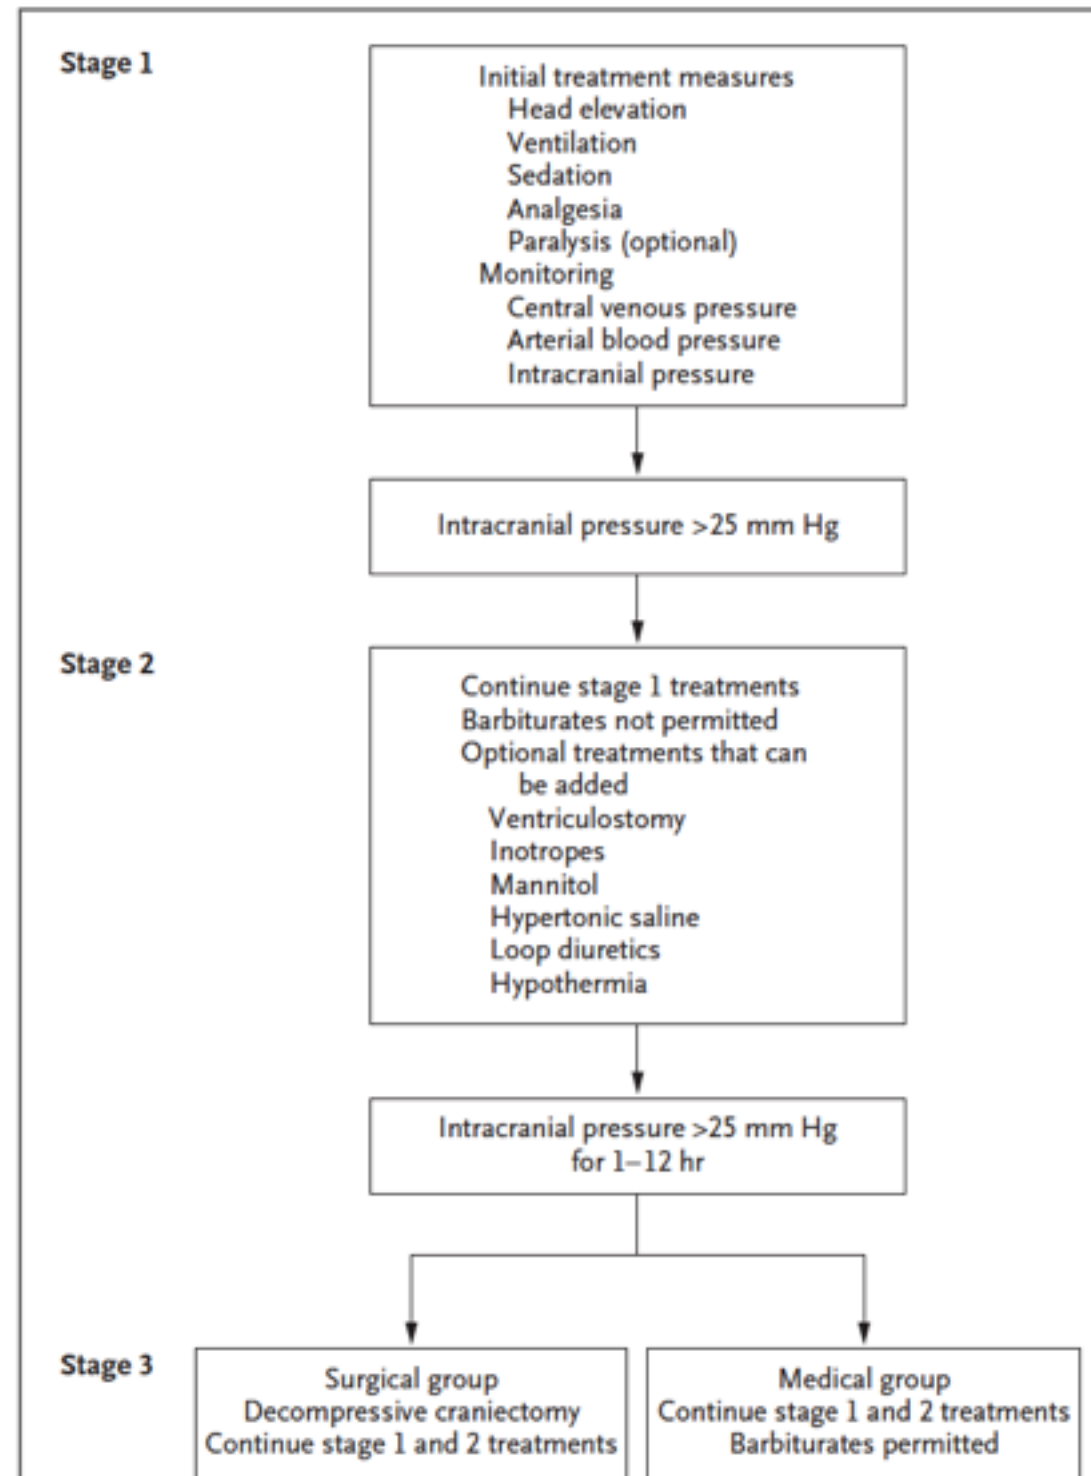 Stage 1
Initial treatment measures
Head elevation
Ventilation
Sedation
Analgesia
Paralysis (optional)
Monitoring
Central venous pressure
Arterial blood pressure
Intracranial pressure
Intracranial pressure >25 mm Hg
Stage 2
Continue stage 1 treatments
Barbiturates not permitted
Optional treatments that can
be added
Ventriculostomy
Inotropes
Mannitol
Hypertonic saline
Loop diuretics
Hypothermia
Intracranial pressure >25 mm Hg
for 1–12 hr
Stage 3
Surgical group
Decompressive craniectomy
Continue stage 1 and 2 treatments
Medical group
Continue stage 1 and 2 treatments
Barbiturates permitted